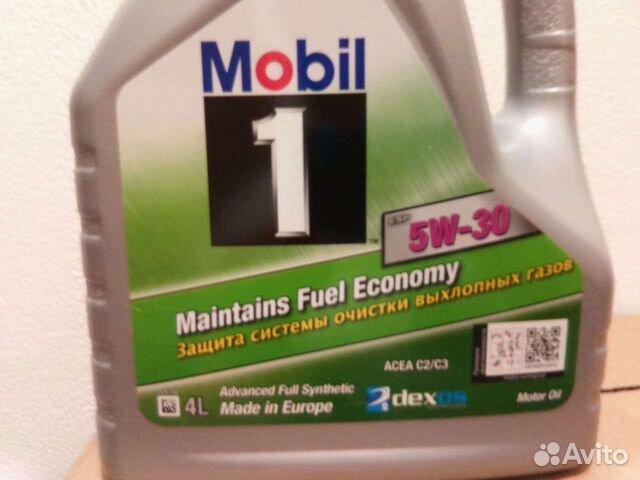 Mobil
1
TM
ESP
5W-30
Maintains Fuel Economy
Защита системы очистки выхлопных газов
ACEA C2/C3
4L
Advanced Full Synthetic
Made in Europe
dexos
Motor Oil
Avito